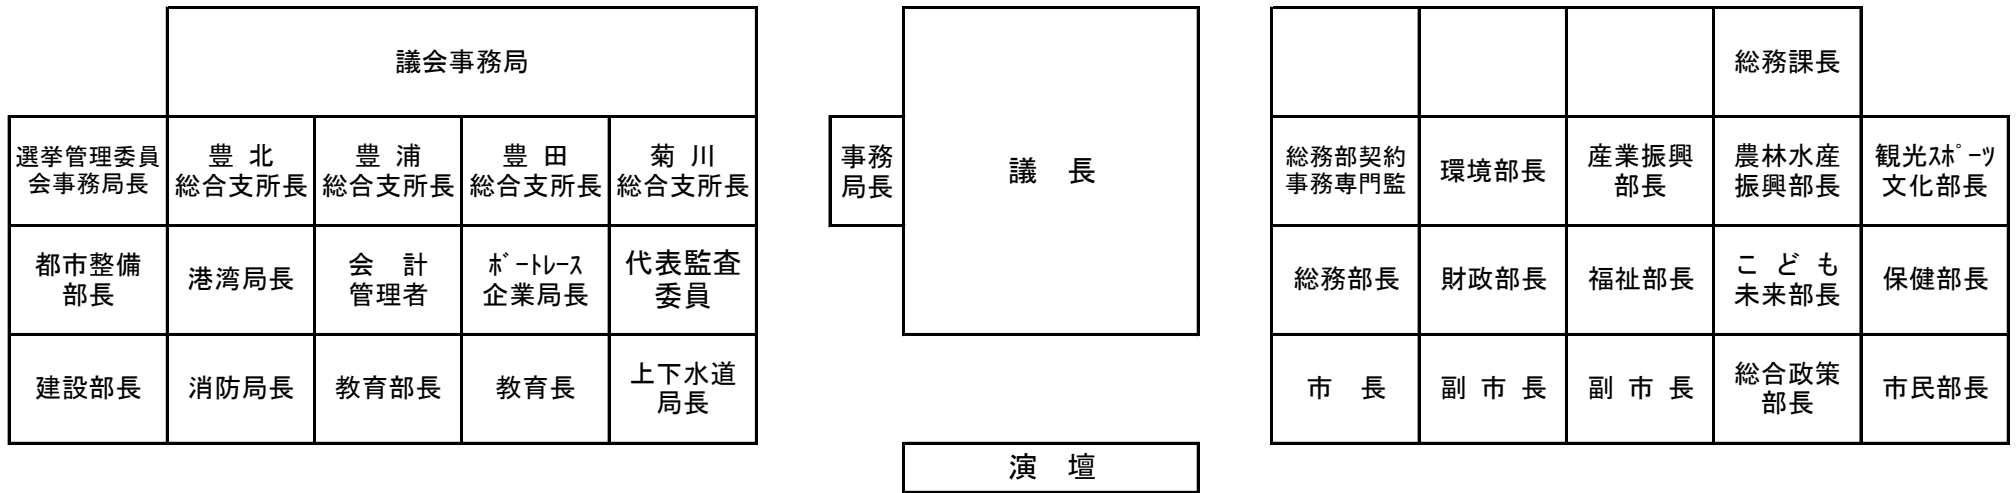 議会事務局
総務課長
選挙管理委員
会事務局長
豊 北
総合支所長
豊 浦
総合支所長
豊 田
総合支所長
菊 川
総合支所長
事務
局長
議 長
総務部契約
事務専門監
環境部長
産業振興
部長
農林水産
振興部長
観光ｽﾎﾟｰﾂ
文化部長
都市整備
部長
港湾局長
会 計
管理者
ﾎﾞｰﾄﾚｰｽ
企業局長
代表監査
委員
総務部長
財政部長
福祉部長
こ ど も
未来部長
保健部長
建設部長
消防局長
教育部長
教育長
上下水道
局長
市 長
副 市 長
副 市 長
総合政策
部長
市民部長
演 壇